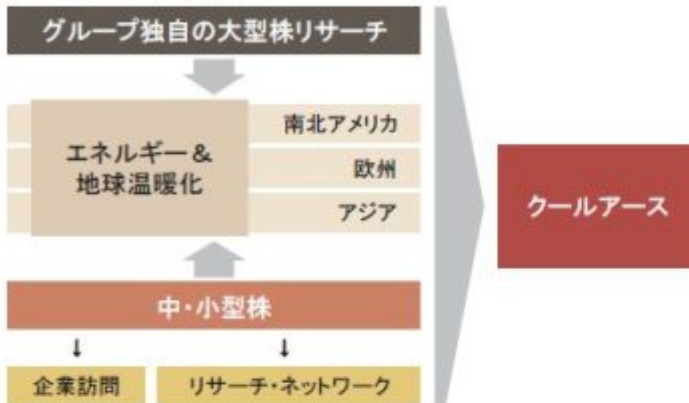 グループ独自の大型株リサーチ
エネルギー&
地球温暖化
南北アメリカ
欧州
アジア
クールアース
中・小型株
↓ ↓
企業訪問 リサーチ・ネットワーク